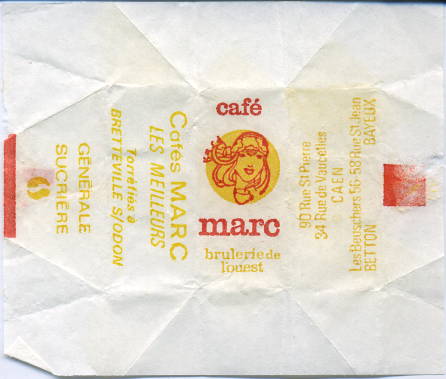 café
marc
brulerie de
l'ouest
Cafés MARC
LES MEILLEURS
Torréfiés à
BRETTEVILLE S/ODON
GÉNÉRALE
SUCRIÈRE
90 Rue St Pierre
34 Rue de Vaucelles
CAEN
Les Beuschers 56-58 Rue St Jean
BETTON BAYEUX